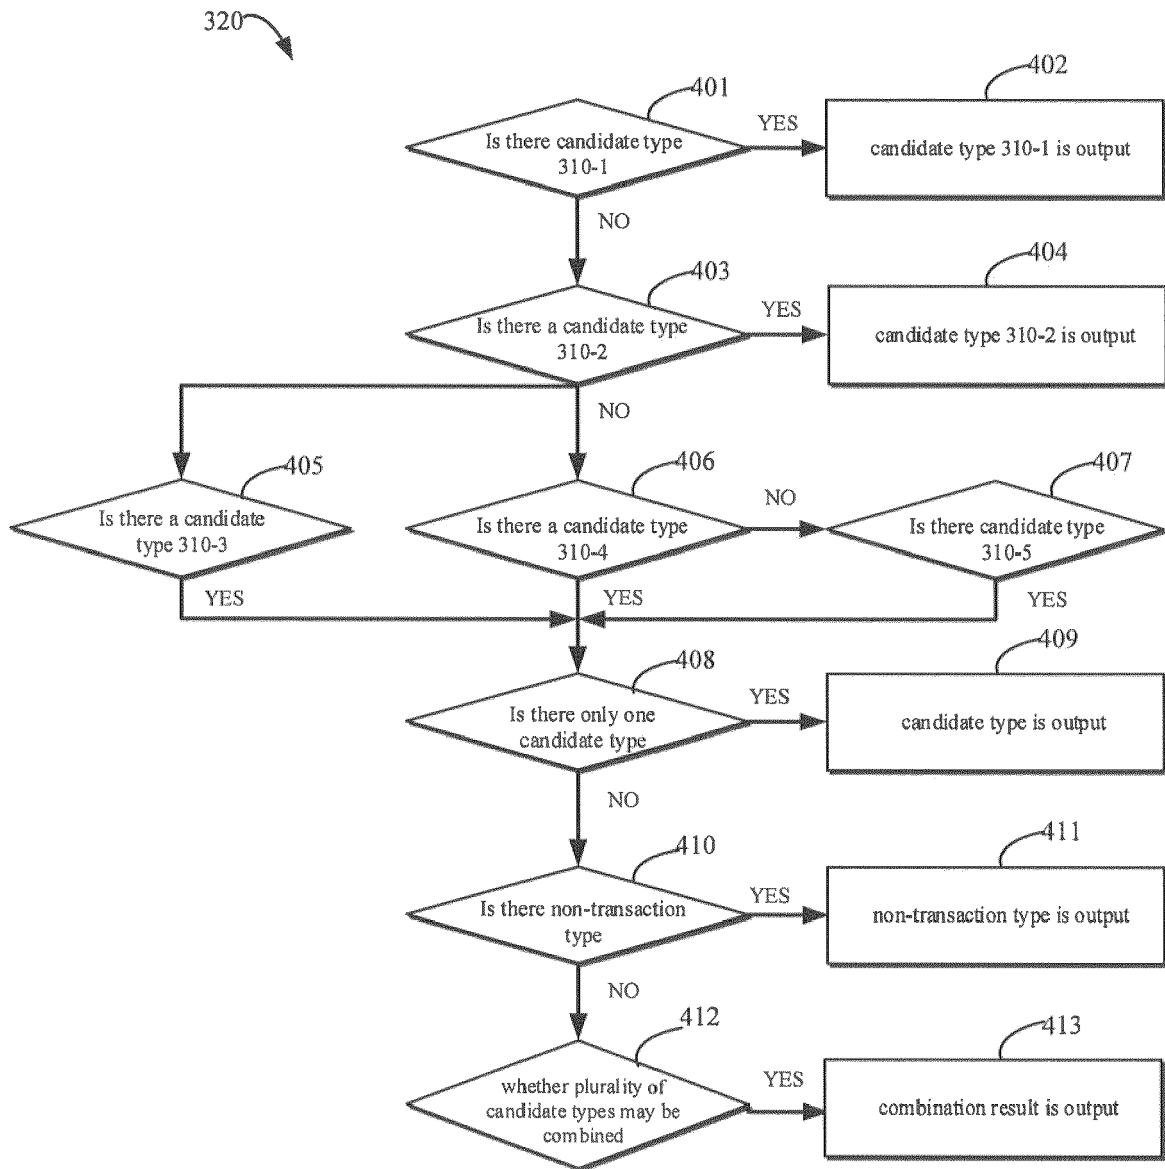 320
401
Is there candidate type
310-1
YES
402
candidate type 310-1 is output
NO
403
Is there a candidate type
310-2
YES
404
candidate type 310-2 is output
NO
405
Is there a candidate
type 310-3
YES
406
Is there a candidate type
310-4
NO
YES
407
Is there candidate type
310-5
YES
408
Is there only one
candidate type
YES
409
candidate type is output
NO
410
Is there non-transaction
type
YES
411
non-transaction type is output
NO
412
whether plurality of
candidate types may be
combined
YES
413
combination result is output